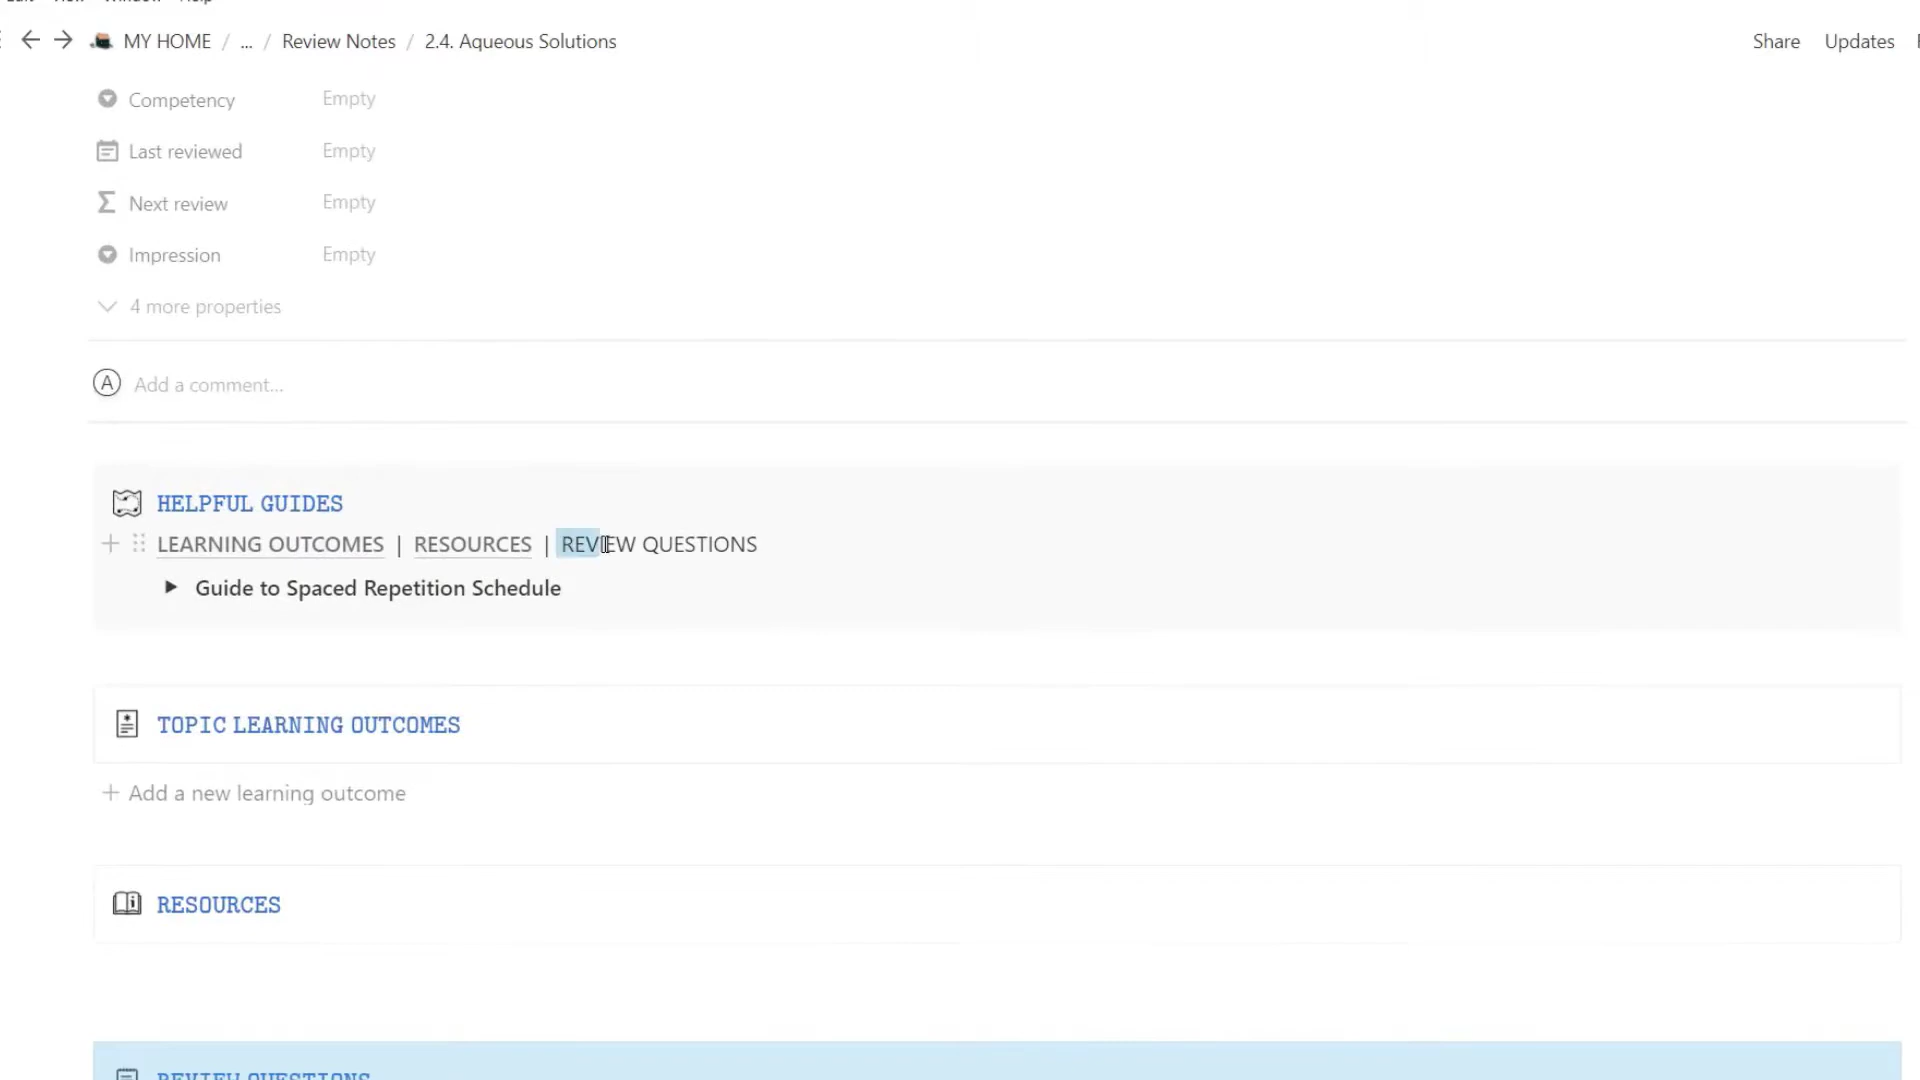 MY HOME / ... / Review Notes / 2.4. Aqueous Solutions
Share Updates
Competency Empty
Last reviewed Empty
Next review Empty
Impression Empty
4 more properties
A Add a comment...
HELPFUL GUIDES
LEARNING OUTCOMES | RESOURCES | REVIEW QUESTIONS
Guide to Spaced Repetition Schedule
TOPIC LEARNING OUTCOMES
+ Add a new learning outcome
RESOURCES
REVIEW QUESTIONS